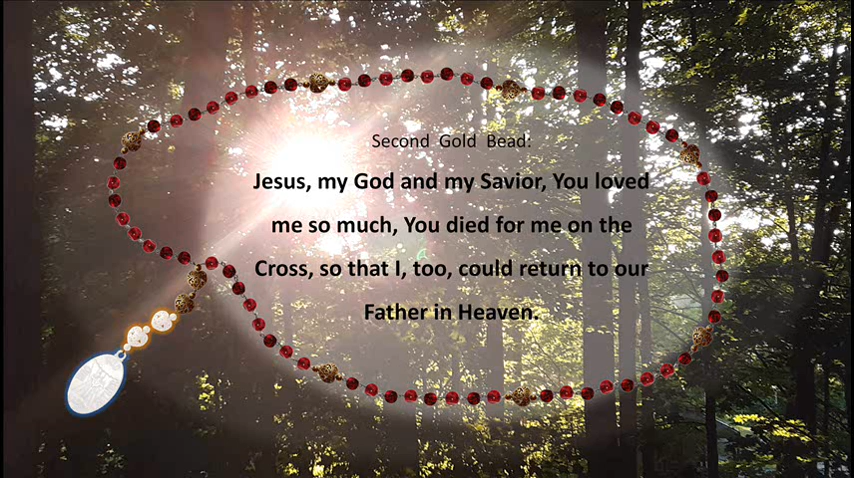 Second Gold Bead:
Jesus, my God and my Savior, You loved
me so much, You died for me on the
Cross, so that I, too, could return to our
Father in Heaven.